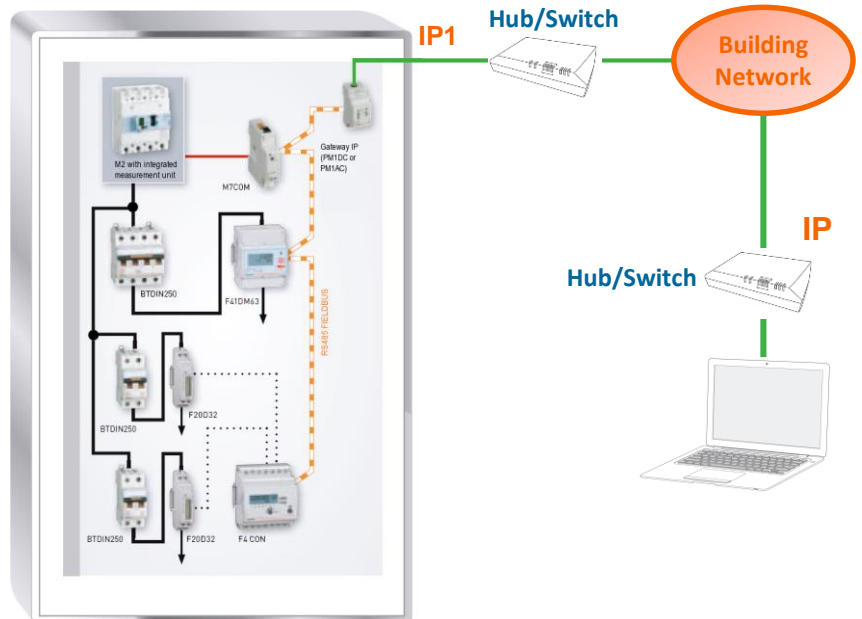 IP1
Hub/Switch
Building
Network
Gateway IP
(PM1DC or
PM1AC)
M2 with integrated
measurement unit
M7COM
IP
Hub/Switch
BTDIN250
F41DM63
RS485 FIELDBUS
BTDIN250
F20D32
BTDIN250
F20D32
F4 CON